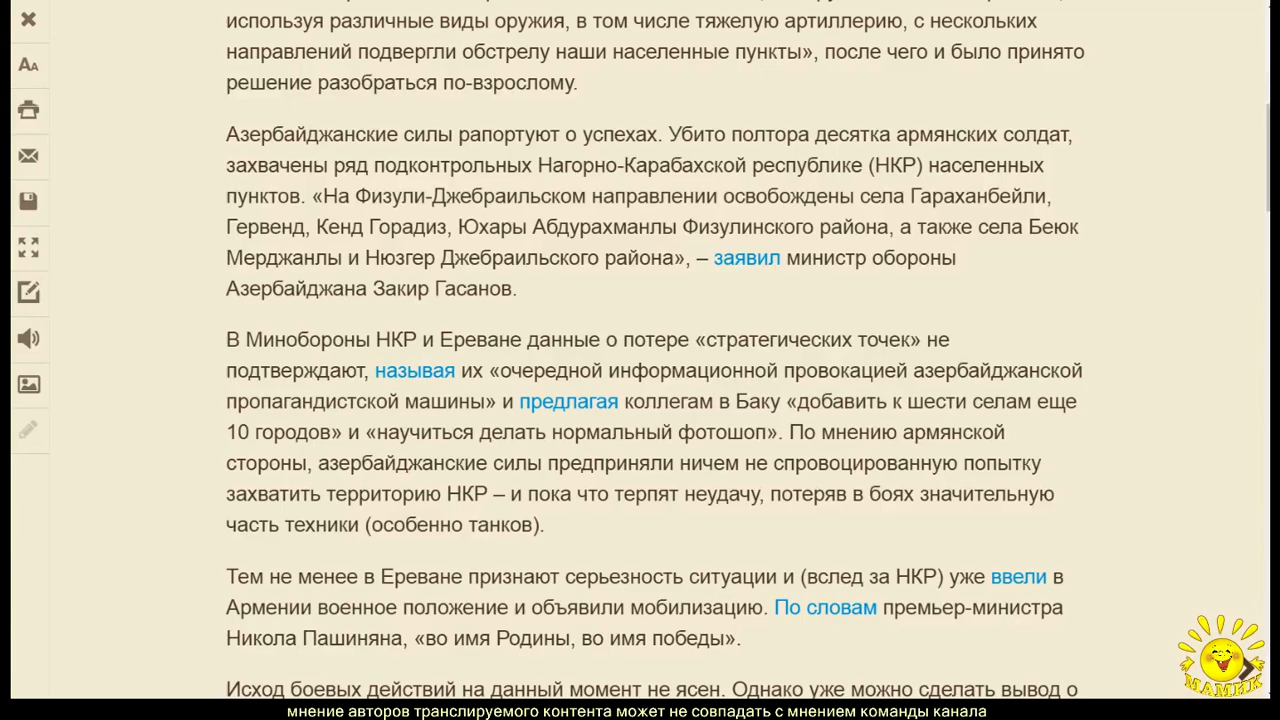 используя различные виды оружия, в том числе тяжелую артиллерию, с нескольких
направлений подвергли обстрелу наши населенные пункты», после чего и было принято
решение разобраться по-взрослому.
Азербайджанские силы рапортуют о успехах. Убито полтора десятка армянских солдат,
захвачены ряд подконтрольных Нагорно-Карабахской республике (НКР) населенных
пунктов. «На Физули-Джебраильском направлении освобождены села Гараханбейли,
Гервенд, Кенд Горадиз, Юхары Абдурахманлы Физулинского района, а также села Беюк
Мерджанлы и Нюзгер Джебраильского района», – заявил министр обороны
Азербайджана Закир Гасанов.
В Минобороны НКР и Ереване данные о потере «стратегических точек» не
подтверждают, называя их «очередной информационной провокацией азербайджанской
пропагандистской машины» и предлагая коллегам в Баку «добавить к шести селам еще
10 городов» и «научиться делать нормальный фотошоп». По мнению армянской
стороны, азербайджанские силы предприняли ничем не спровоцированную попытку
захватить территорию НКР – и пока что терпят неудачу, потеряв в боях значительную
часть техники (особенно танков).
Тем не менее в Ереване признают серьезность ситуации и (вслед за НКР) уже ввели в
Армении военное положение и объявили мобилизацию. По словам премьер-министра
Никола Пашиняна, «во имя Родины, во имя победы».
Исход боевых действий на данный момент не ясен. Однако уже можно сделать вывод о
МАМИК
мнение авторов транслируемого контента может не совпадать с мнением команды канала